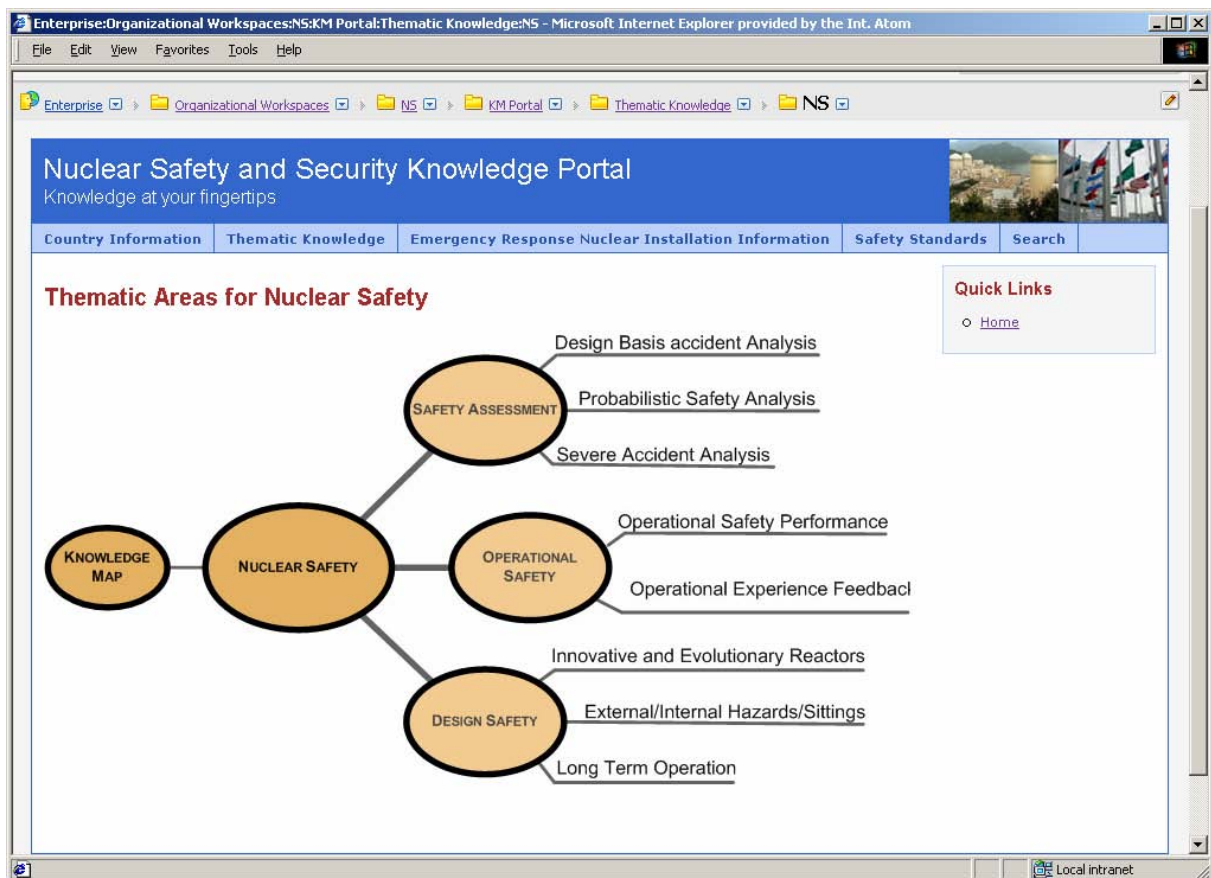 Enterprise:Organizational Workspaces:NS:KM Portal:Thematic Knowledge:NS - Microsoft Internet Explorer provided by the Int. Atom
File Edit View Favorites Tools Help
Enterprise Organizational Workspaces NS KM Portal Thematic Knowledge NS
Nuclear Safety and Security Knowledge Portal
Knowledge at your fingertips
Country Information Thematic Knowledge Emergency Response Nuclear Installation Information Safety Standards Search
Thematic Areas for Nuclear Safety
Quick Links
Home
KNOWLEDGE
MAP
NUCLEAR SAFETY
SAFETY ASSESSMENT
Design Basis accident Analysis
Probabilistic Safety Analysis
Severe Accident Analysis
OPERATIONAL
SAFETY
Operational Safety Performance
Operational Experience Feedbacl
DESIGN SAFETY
Innovative and Evolutionary Reactors
External/Internal Hazards/Sittings
Long Term Operation
Local intranet